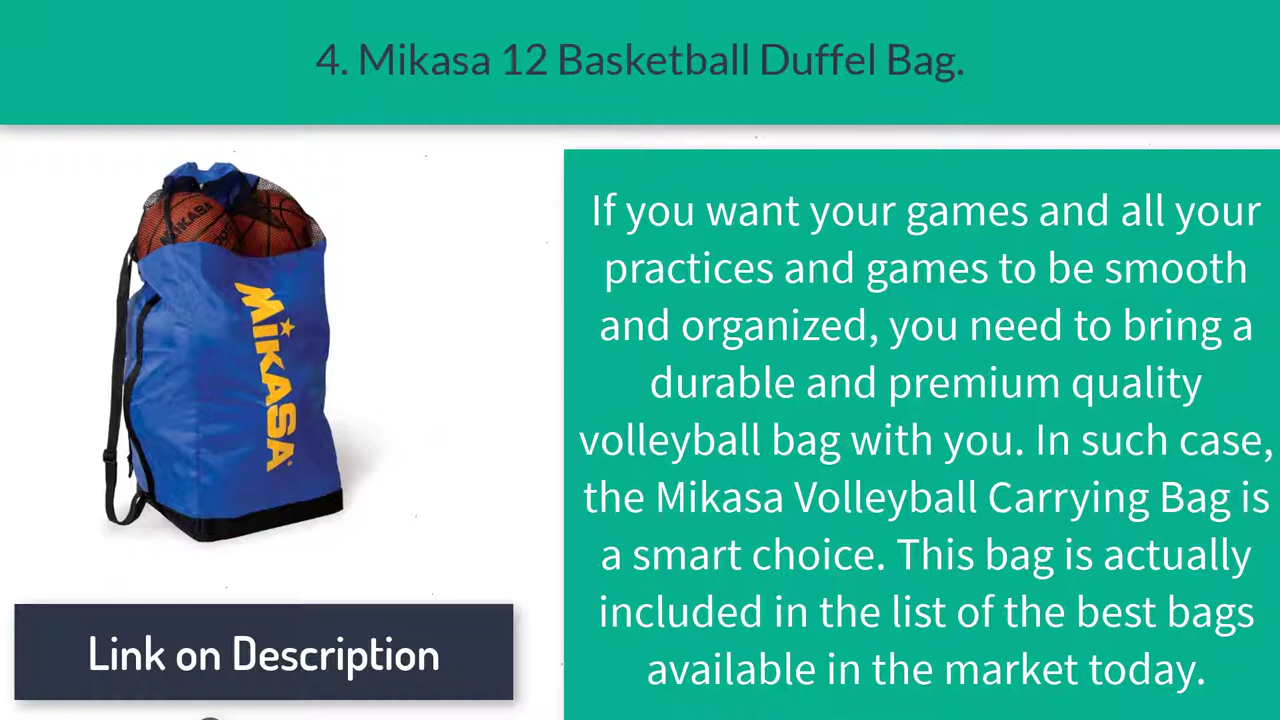 4. Mikasa 12 Basketball Duffel Bag.
MIKASA
MiKASA
If you want your games and all your
practices and games to be smooth
and organized, you need to bring a
durable and premium quality
volleyball bag with you. In such case,
the Mikasa Volleyball Carrying Bag is
a smart choice. This bag is actually
included in the list of the best bags
available in the market today.
Link on Description